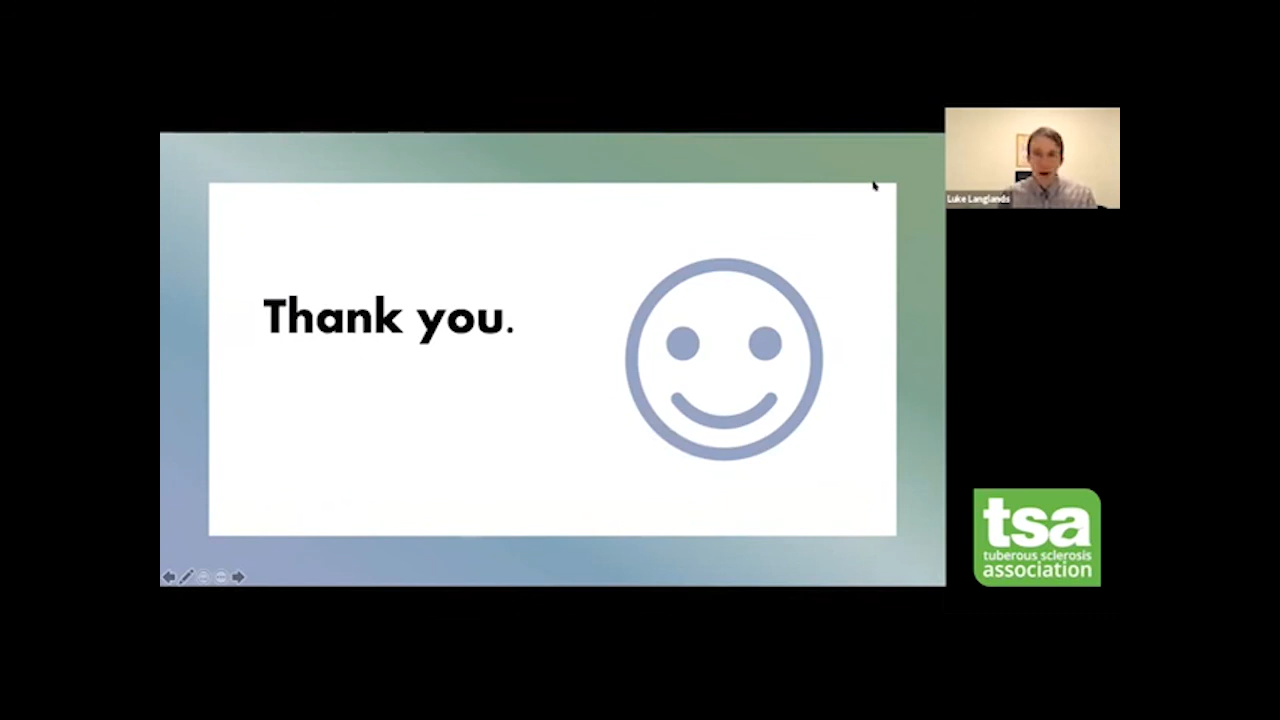 Luke Langlands
Thank you.
tsa
tuberous sclerosis
association